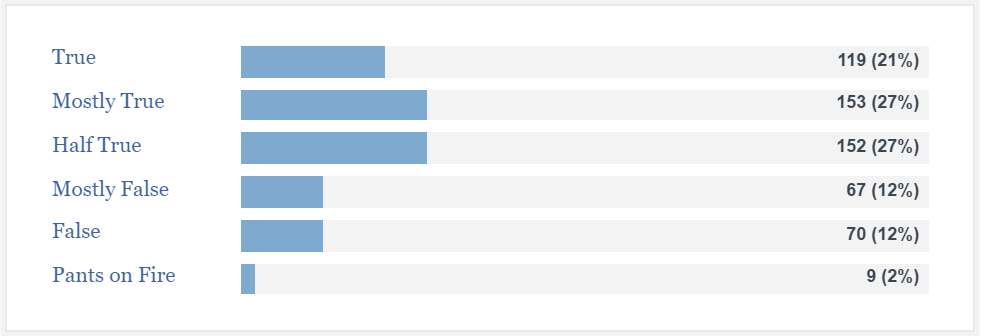 True 119 (21%)
Mostly True 153 (27%)
Half True 152 (27%)
Mostly False 67 (12%)
False 70 (12%)
Pants on Fire 9 (2%)